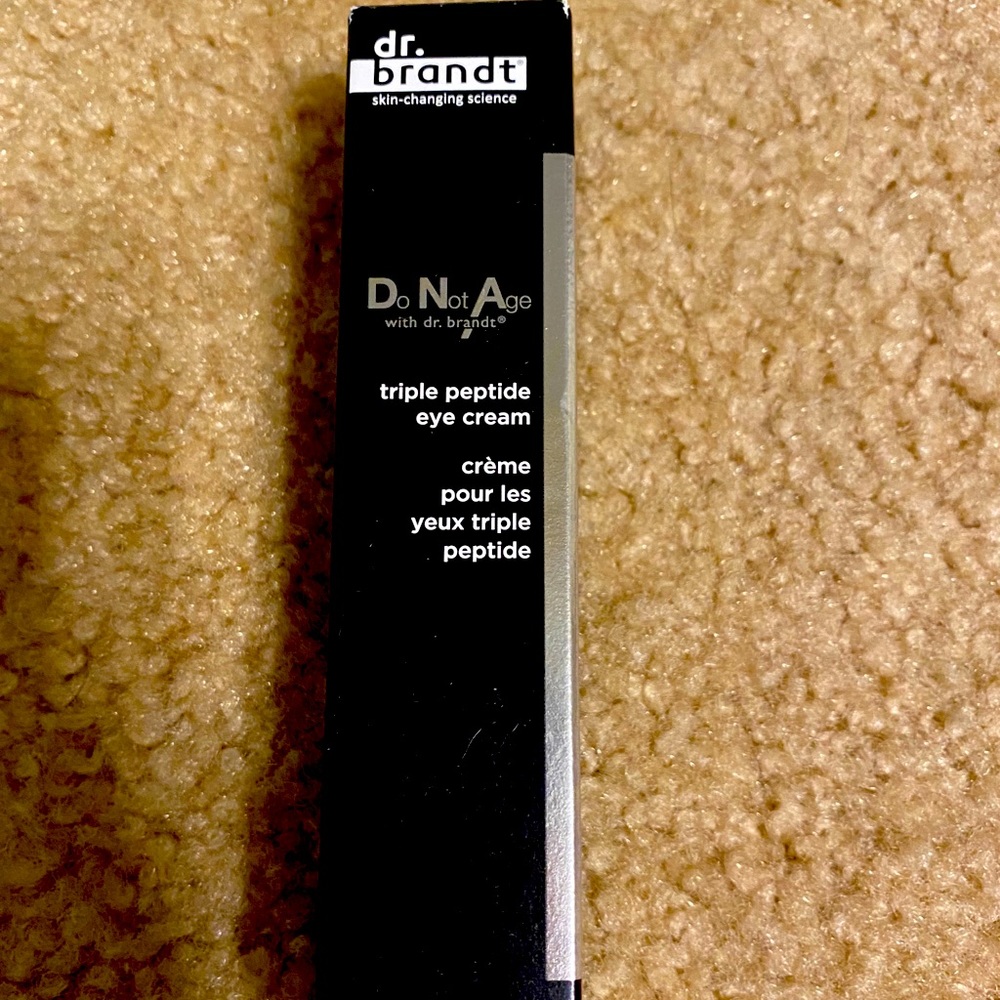 dr.
brandt®
skin-changing science
Do Not Age
with dr. brandt®
triple peptide
eye cream
crème
pour les
yeux triple
peptide